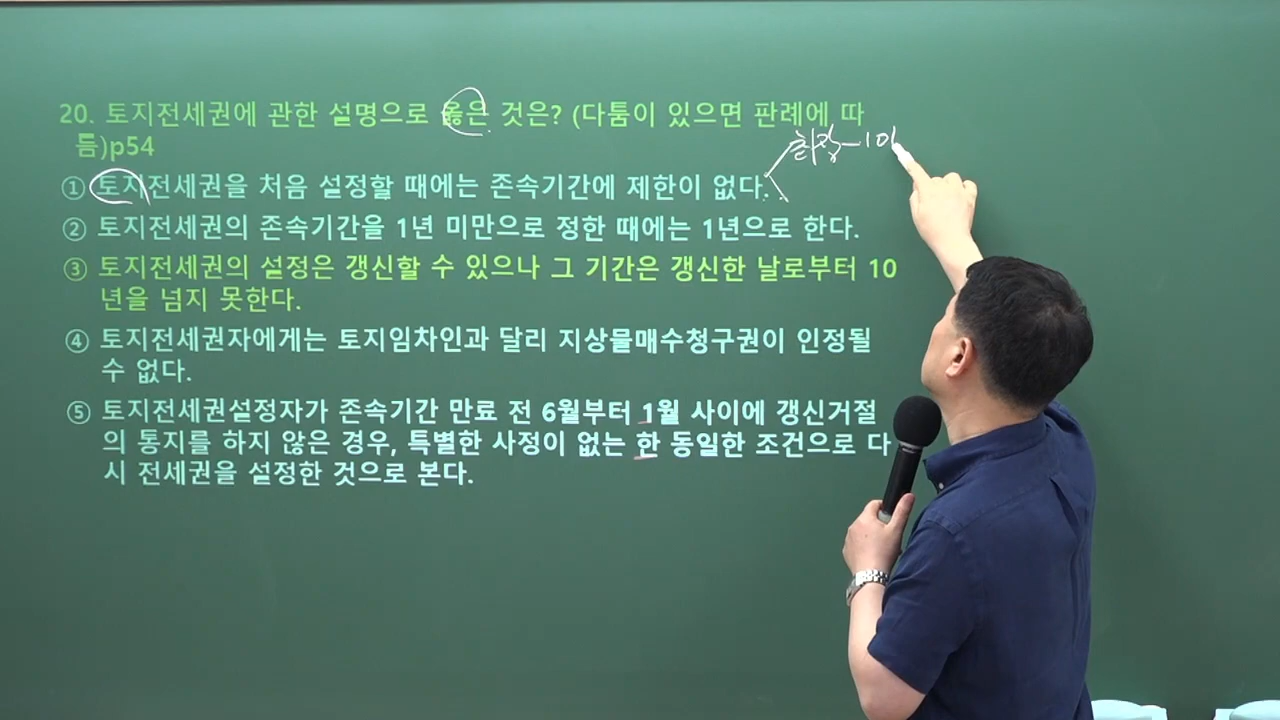 20. 토지전세권에 관한 설명으로 옳은 것은? (다툼이 있으면 판례에 따
름)p54
최장-10
① 토지전세권을 처음 설정할 때에는 존속기간에 제한이 없다.
② 토지전세권의 존속기간을 1년 미만으로 정한 때에는 1년으로 한다.
③ 토지전세권의 설정은 갱신할 수 있으나 그 기간은 갱신한 날로부터 10
년을 넘지 못한다.
④ 토지전세권자에게는 토지임차인과 달리 지상물매수청구권이 인정될
수 없다.
⑤ 토지전세권설정자가 존속기간 만료 전 6월부터 1월 사이에 갱신거절
의 통지를 하지 않은 경우, 특별한 사정이 없는 한 동일한 조건으로 다
시 전세권을 설정한 것으로 본다.